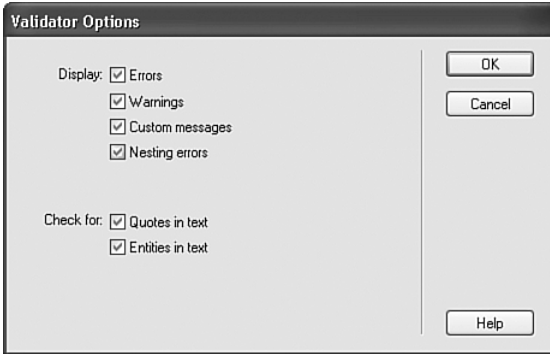 Validator Options
Display: Errors
Warnings
Custom messages
Nesting errors
Check for: Quotes in text
Entities in text
OK
Cancel
Help